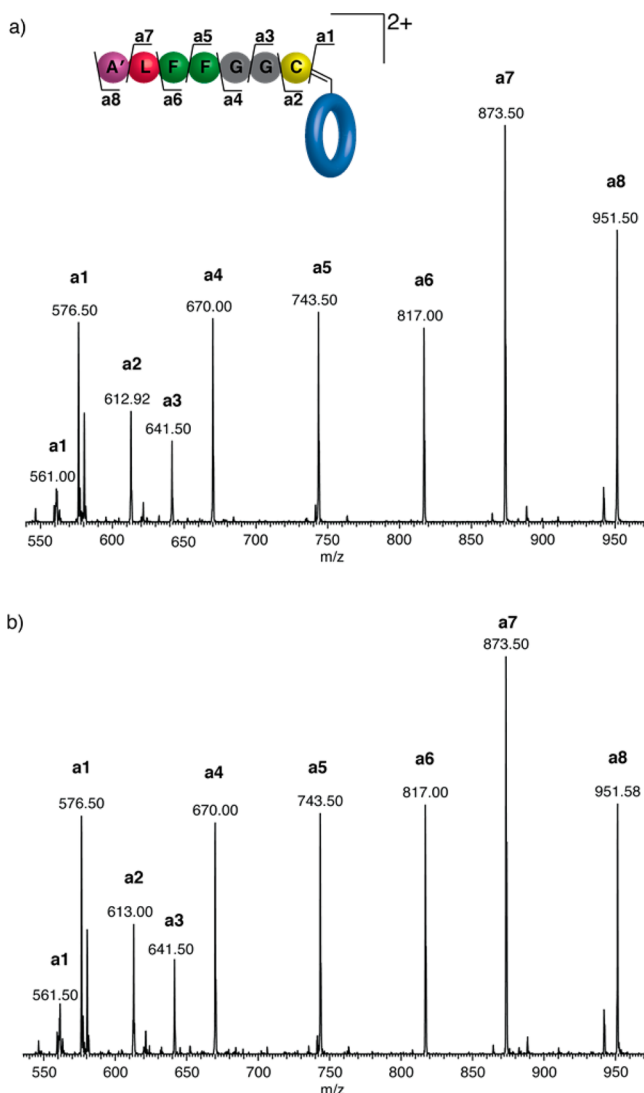 a)
2+
a7 a5 a3 a1
A' L F F G G C
a8 a6 a4 a2
a7
873.50
a8
951.50
a1
576.50
a4
670.00
a5
743.50
a6
817.00
a2
612.92
a3
641.50
a1
561.00
550 600 650 700 750 800 850 900 950
m/z
b)
a7
873.50
a1
576.50
a4
670.00
a5
743.50
a6
817.00
a8
951.58
a2
613.00
a3
641.50
a1
561.50
550 600 650 700 750 800 850 900 950
m/z